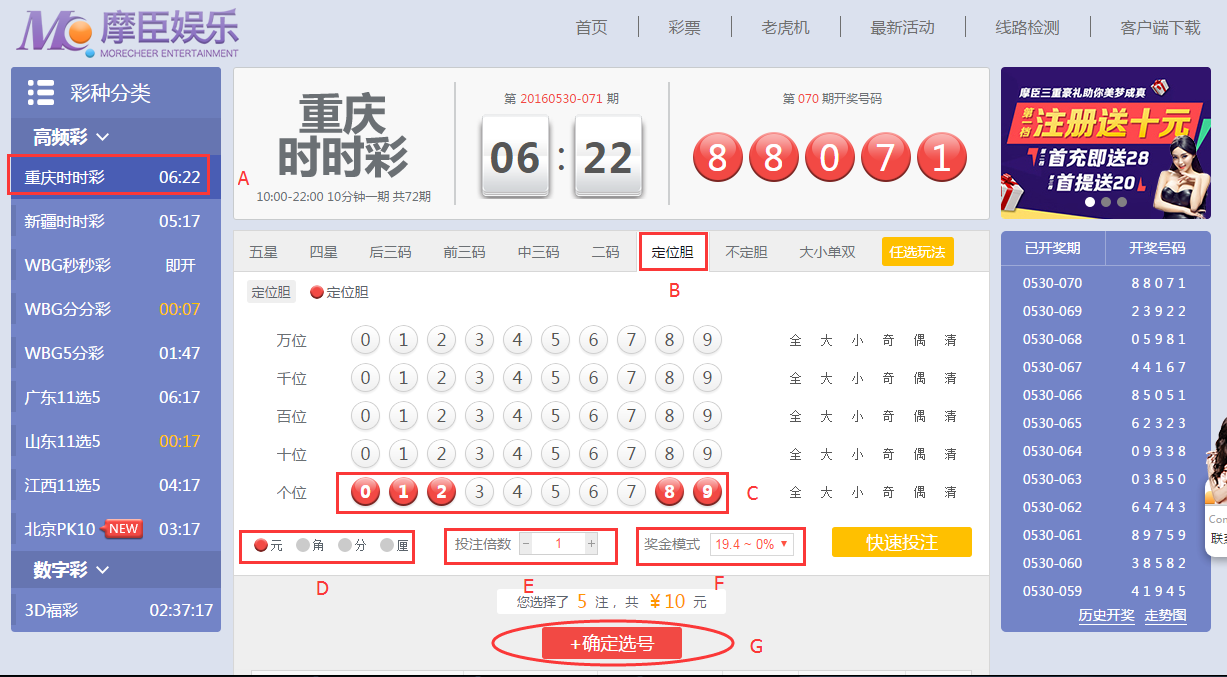 摩臣娱乐
MORECHEER ENTERTAINMENT
首页 彩票 老虎机 最新活动 线路检测 客户端下载
彩种分类
高频彩
重庆时时彩 06:22
新疆时时彩 05:17
WBG秒秒彩 即开
WBG分分彩 00:07
WBG5分彩 01:47
广东11选5 06:17
山东11选5 00:17
江西11选5 04:17
北京PK10 NEW 03:17
数字彩
3D福彩 02:37:17
A
重庆
时时彩
10:00-22:00 10分钟一期 共72期
第 20160530-071 期
06 : 22
第 070 期开奖号码
8 8 0 7 1
五星 四星 后三码 前三码 中三码 二码 定位胆 不定胆 大小单双 任选玩法
B
定位胆 定位胆
万位 0 1 2 3 4 5 6 7 8 9 全 大 小 奇 偶 清
千位 0 1 2 3 4 5 6 7 8 9 全 大 小 奇 偶 清
百位 0 1 2 3 4 5 6 7 8 9 全 大 小 奇 偶 清
十位 0 1 2 3 4 5 6 7 8 9 全 大 小 奇 偶 清
个位 0 1 2 3 4 5 6 7 8 9 C 全 大 小 奇 偶 清
元 角 分 厘 投注倍数 − 1 + 奖金模式 19.4 ~ 0% ▼ 快速投注
D E F
您选择了 5 注，共 ¥10 元
+确定选号 G
摩臣三重豪礼助你美梦成真
第一档 注册送十元
首充即送28
首提送20
已开奖期 开奖号码
0530-070 8 8 0 7 1
0530-069 2 3 9 2 2
0530-068 0 5 9 8 1
0530-067 4 4 1 6 7
0530-066 8 5 0 5 1
0530-065 6 2 3 2 3
0530-064 0 9 3 3 8
0530-063 0 3 8 5 0
0530-062 6 4 7 4 3
0530-061 8 9 7 5 9
0530-060 3 8 5 8 2
0530-059 4 1 9 4 5
历史开奖 走势图